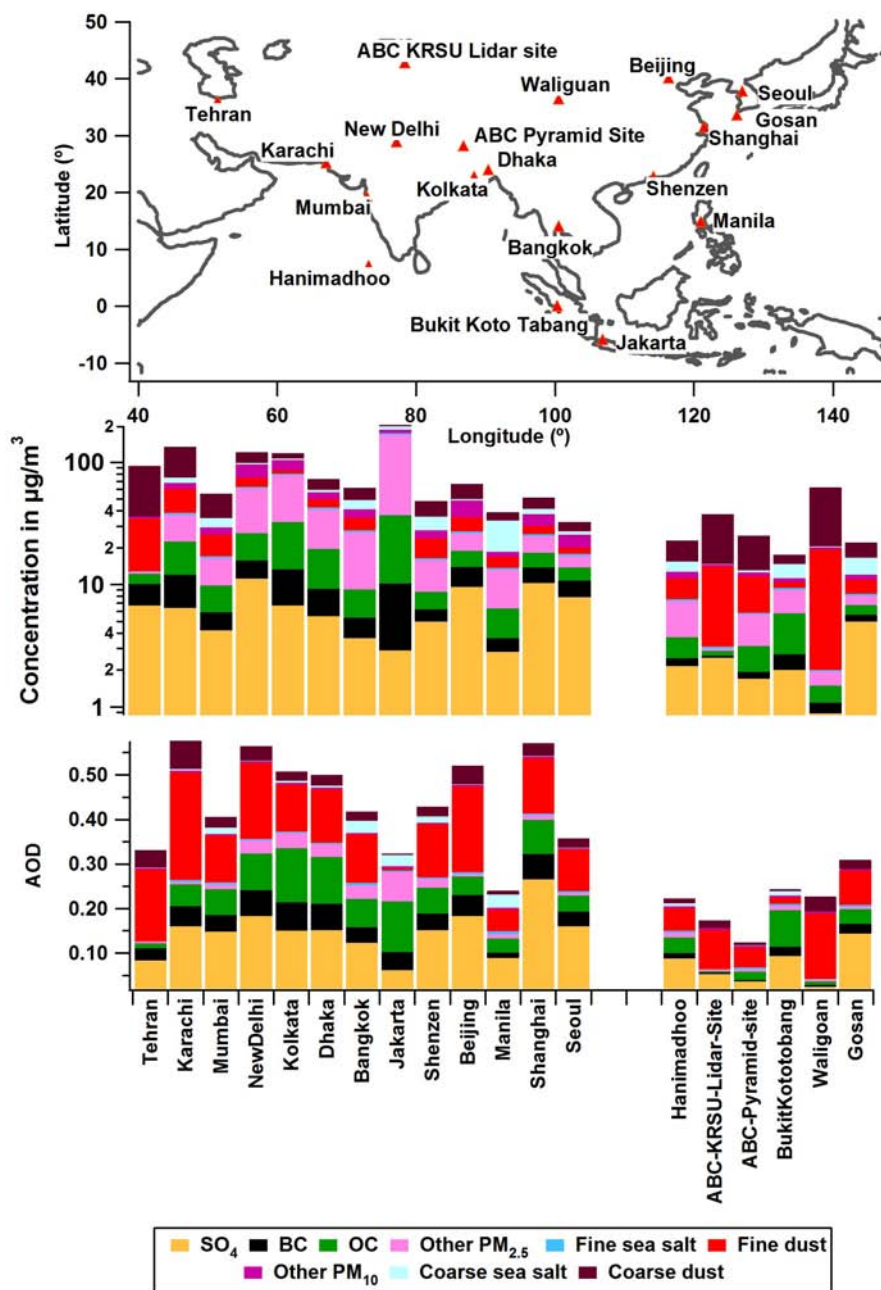 50
40
30
20
10
0
-10
Latitude (º)
ABC KRSU Lidar site
Beijing
Waliguan
Seoul
Tehran
Gosan
New Delhi
ABC Pyramid Site
Shanghai
Karachi
Dhaka
Kolkata
Shenzen
Mumbai
Manila
Bangkok
Hanimadhoo
Bukit Koto Tabang
Jakarta
40 60 80 100 120 140
Longitude (º)
2
100
4
2
10
4
2
1
Concentration in µg/m³
0.50
0.40
0.30
0.20
0.10
AOD
Tehran
Karachi
Mumbai
NewDelhi
Kolkata
Dhaka
Bangkok
Jakarta
Shenzen
Beijing
Manila
Shanghai
Seoul
Hanimadhoo
ABC-KRSU-Lidar-Site
ABC-Pyramid-site
BukitKototobang
Waligoan
Gosan
SO₄ BC OC Other PM₂.₅ Fine sea salt Fine dust
Other PM₁₀ Coarse sea salt Coarse dust